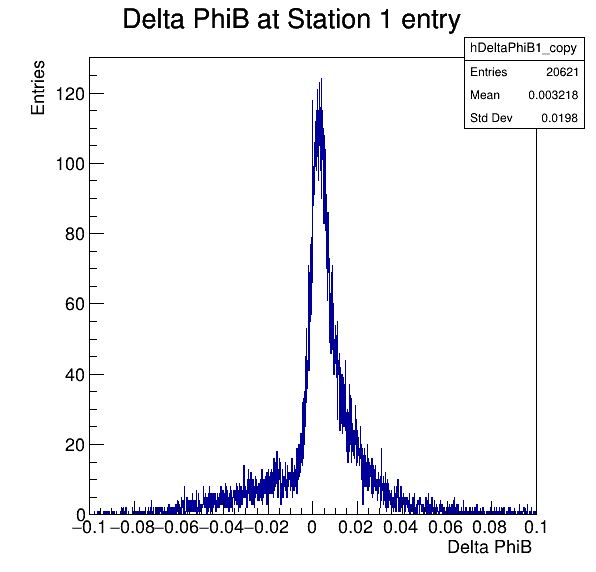 Delta PhiB at Station 1 entry
hDeltaPhiB1_copy
Entries 20621
Mean 0.003218
Std Dev 0.0198
Entries
120
100
80
60
40
20
0
−0.1 −0.08 −0.06 −0.04 −0.02 0 0.02 0.04 0.06 0.08 0.1
Delta PhiB